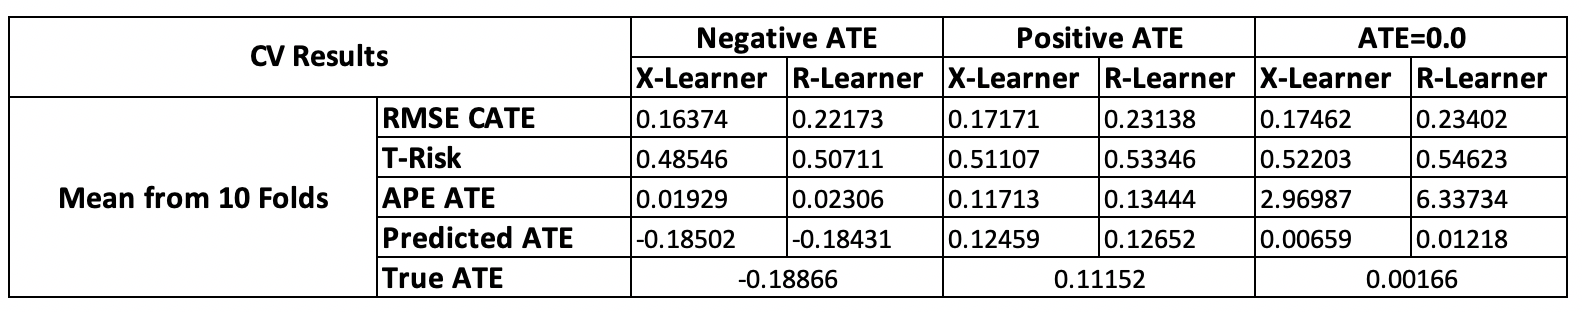 CV Results Negative ATE Positive ATE ATE=0.0
X-Learner R-Learner X-Learner R-Learner X-Learner R-Learner
Mean from 10 Folds
RMSE CATE 0.16374 0.22173 0.17171 0.23138 0.17462 0.23402
T-Risk 0.48546 0.50711 0.51107 0.53346 0.52203 0.54623
APE ATE 0.01929 0.02306 0.11713 0.13444 2.96987 6.33734
Predicted ATE -0.18502 -0.18431 0.12459 0.12652 0.00659 0.01218
True ATE -0.18866 0.11152 0.00166